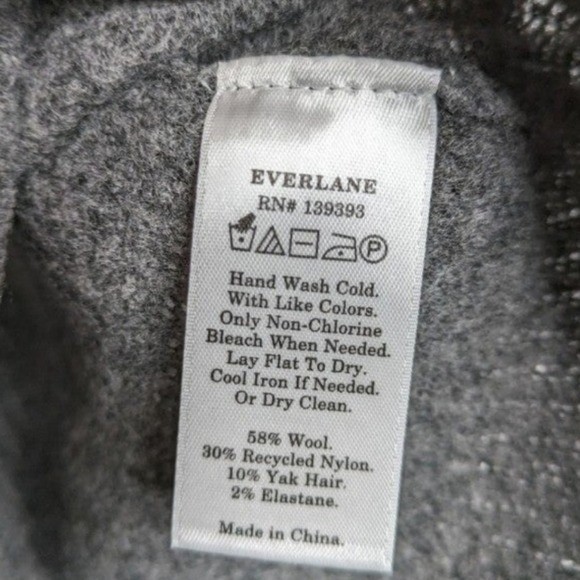 EVERLANE
RN# 139393
P
Hand Wash Cold.
With Like Colors.
Only Non-Chlorine
Bleach When Needed.
Lay Flat To Dry.
Cool Iron If Needed.
Or Dry Clean.
58% Wool.
30% Recycled Nylon.
10% Yak Hair.
2% Elastane.
Made in China.